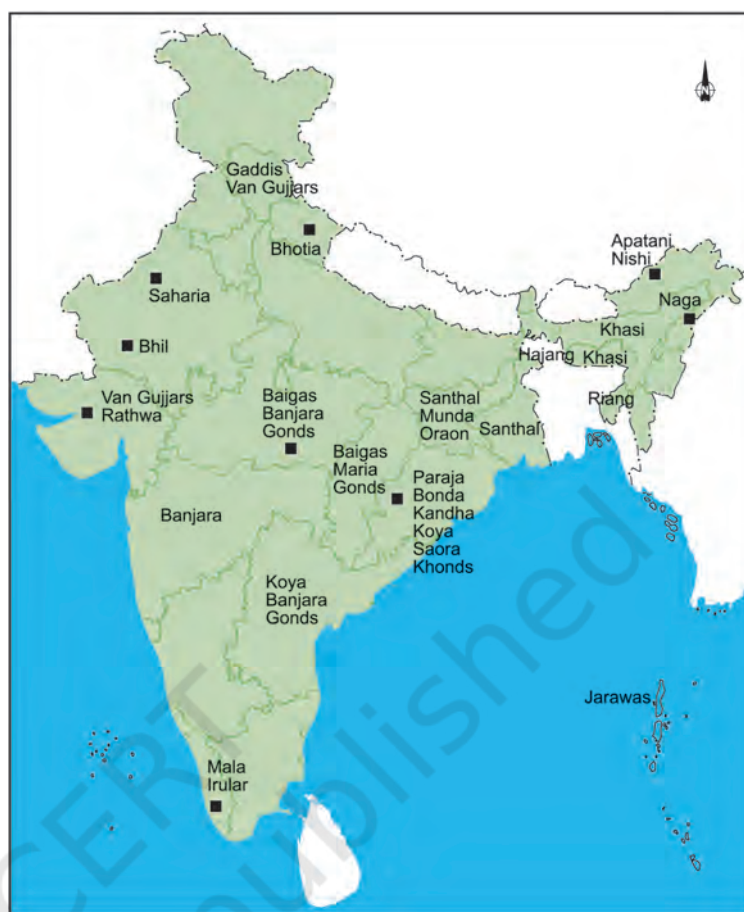 N
Gaddis
Van Gujjars
Bhotia
Apatani
Nishi
Saharia
Naga
Khasi
Bhil
Hajang
Khasi
Van Gujjars
Rathwa
Baigas
Banjara
Gonds
Santhal
Munda
Oraon
Santhal
Riang
Baigas
Maria
Gonds
Paraja
Bonda
Kandha
Koya
Saora
Khonds
Banjara
Koya
Banjara
Gonds
Jarawas
Mala
Irular